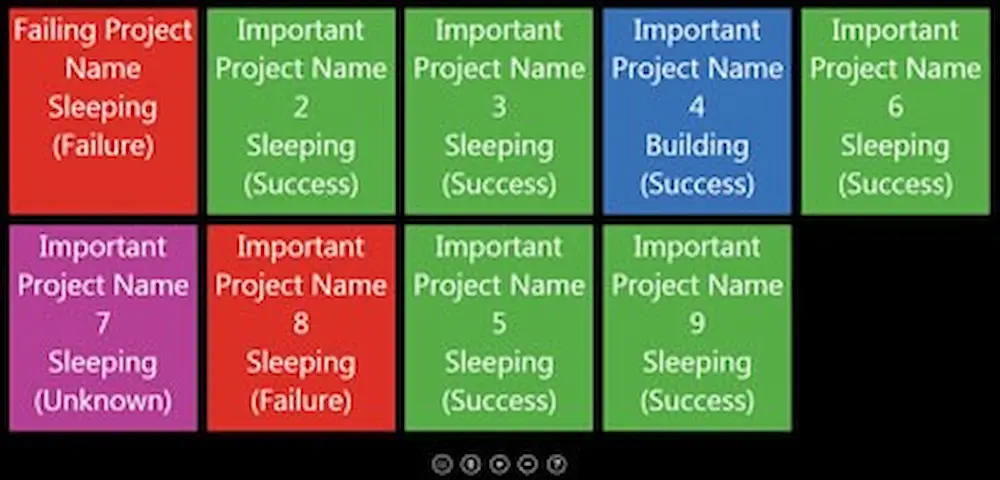 Failing Project
Name
Sleeping
(Failure)
Important
Project Name
2
Sleeping
(Success)
Important
Project Name
3
Sleeping
(Success)
Important
Project Name
4
Building
(Success)
Important
Project Name
6
Sleeping
(Success)
Important
Project Name
7
Sleeping
(Unknown)
Important
Project Name
8
Sleeping
(Failure)
Important
Project Name
5
Sleeping
(Success)
Important
Project Name
9
Sleeping
(Success)